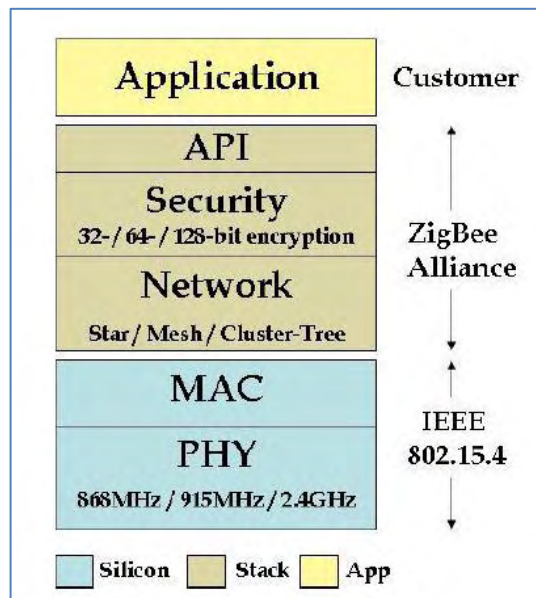 Application
Customer
API
Security
32-/ 64-/ 128-bit encryption
ZigBee
Alliance
Network
Star / Mesh / Cluster-Tree
MAC
IEEE
802.15.4
PHY
868MHz / 915MHz / 2.4GHz
Silicon
Stack
App